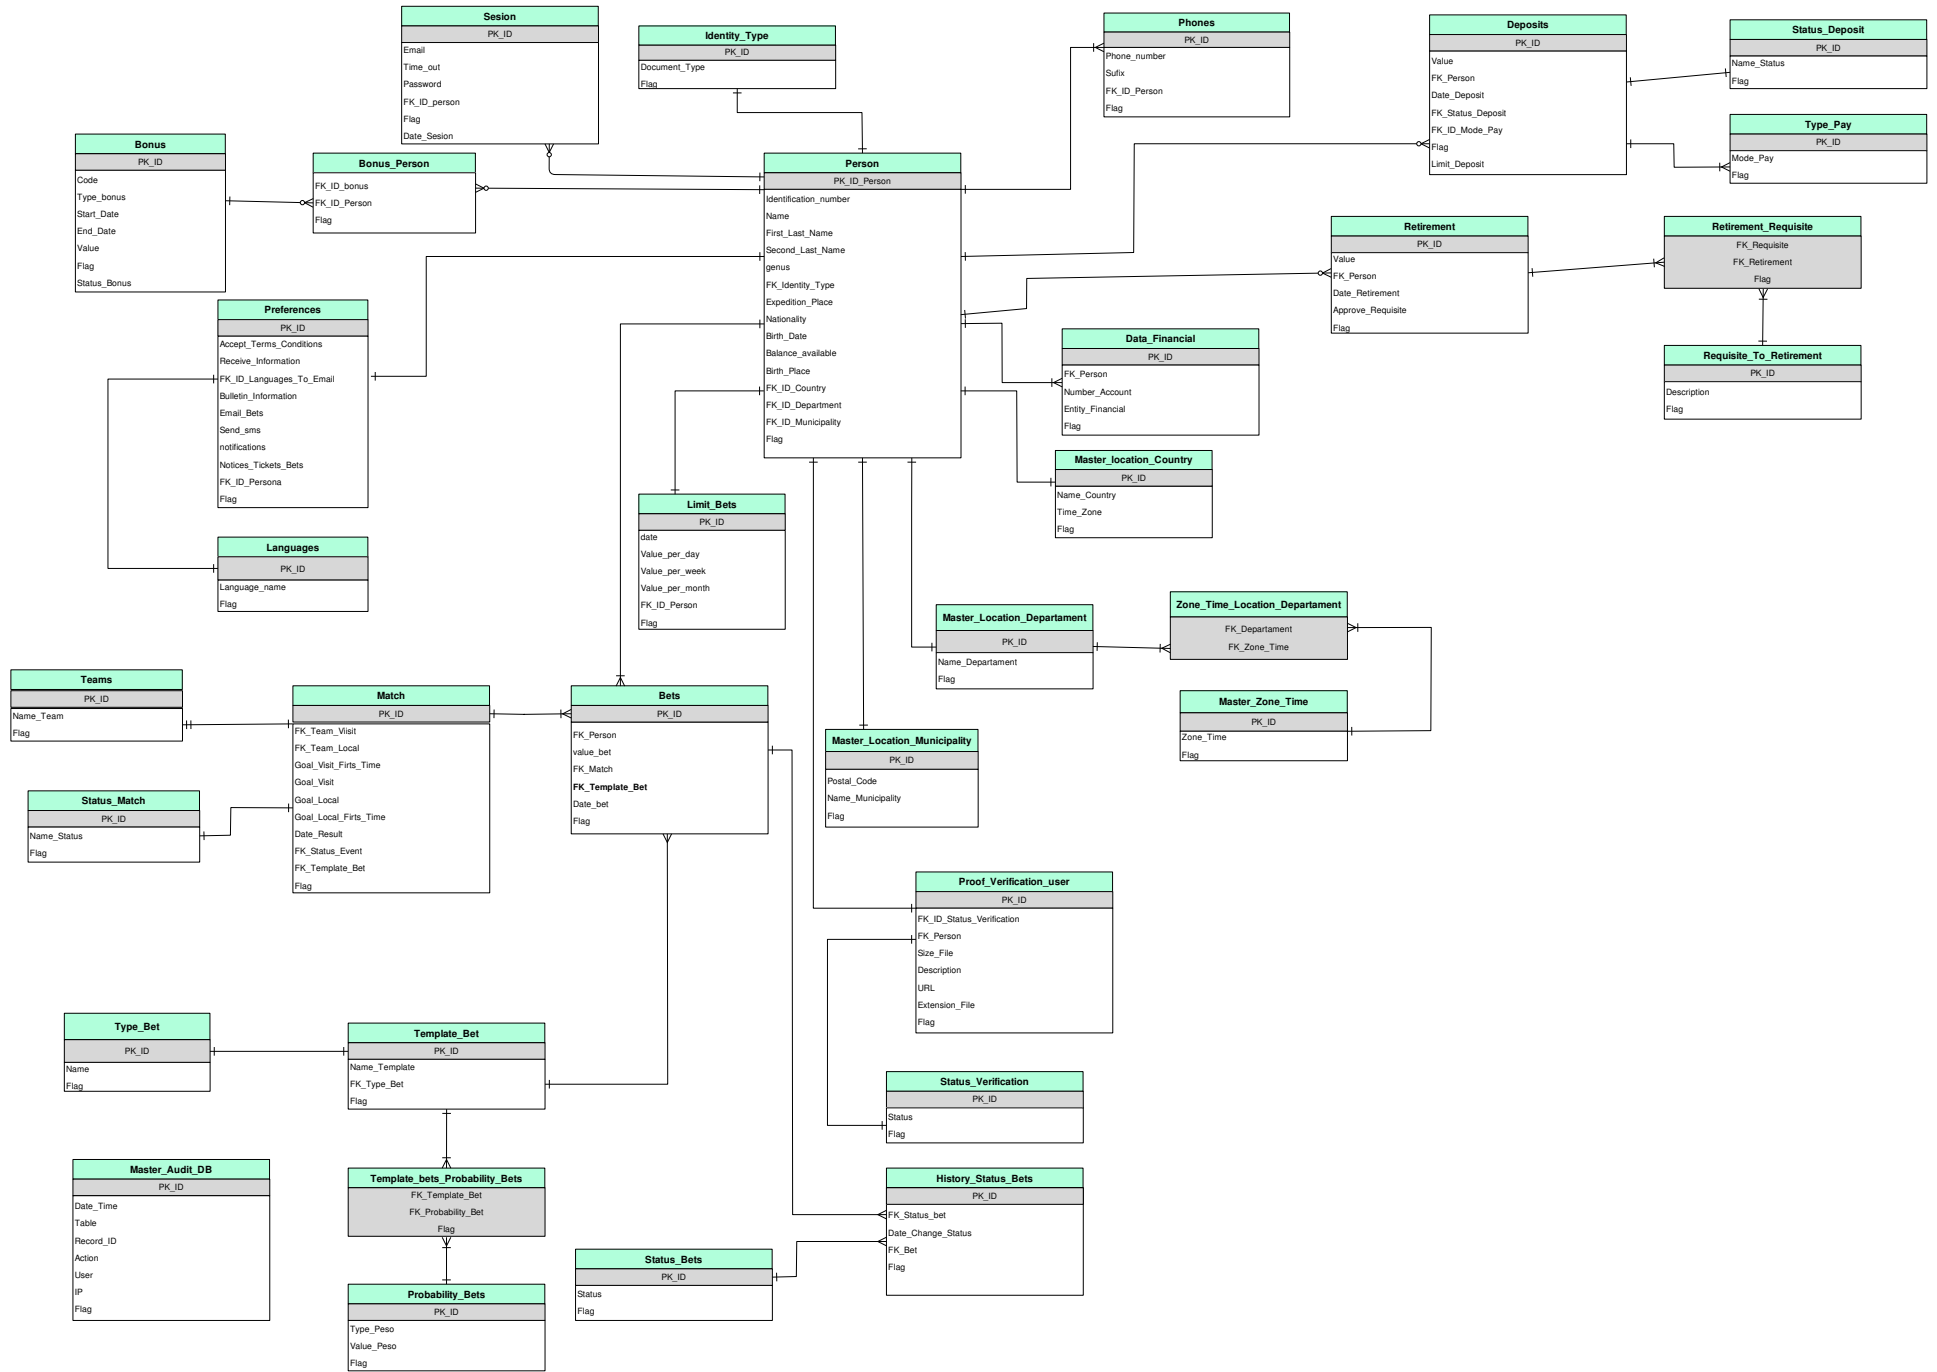 Sesion
PK_ID
Email
Time_out
Password
FK_ID_person
Flag
Date_Sesion
Identity_Type
PK_ID
Document_Type
Flag
Phones
PK_ID
Phone_number
Sufix
FK_ID_Person
Flag
Deposits
PK_ID
Value
FK_Person
Date_Deposit
FK_Status_Deposit
FK_ID_Mode_Pay
Flag
Limit_Deposit
Status_Deposit
PK_ID
Name_Status
Flag
Type_Pay
PK_ID
Mode_Pay
Flag
Bonus
PK_ID
Code
Type_bonus
Start_Date
End_Date
Value
Flag
Status_Bonus
Bonus_Person
FK_ID_bonus
FK_ID_Person
Flag
Person
PK_ID_Person
Identification_number
Name
First_Last_Name
Second_Last_Name
genus
FK_Identity_Type
Expedition_Place
Nationality
Birth_Date
Balance_available
Birth_Place
FK_ID_Country
FK_ID_Department
FK_ID_Municipality
Flag
Retirement
PK_ID
Value
FK_Person
Date_Retirement
Approve_Requisite
Flag
Retirement_Requisite
FK_Requisite
FK_Retirement
Flag
Requisite_To_Retirement
PK_ID
Description
Flag
Preferences
PK_ID
Accept_Terms_Conditions
Receive_Information
FK_ID_Languages_To_Email
Bulletin_Information
Email_Bets
Send_sms
notifications
Notices_Tickets_Bets
FK_ID_Persona
Flag
Data_Financial
PK_ID
FK_Person
Number_Account
Entity_Financial
Flag
Master_location_Country
PK_ID
Name_Country
Time_Zone
Flag
Limit_Bets
PK_ID
date
Value_per_day
Value_per_week
Value_per_month
FK_ID_Person
Flag
Languages
PK_ID
Language_name
Flag
Master_Location_Departament
PK_ID
Name_Departament
Flag
Zone_Time_Location_Departament
FK_Departament
FK_Zone_Time
Master_Zone_Time
PK_ID
Zone_Time
Flag
Teams
PK_ID
Name_Team
Flag
Match
PK_ID
FK_Team_Viisit
FK_Team_Local
Goal_Visit_Firts_Time
Goal_Visit
Goal_Local
Goal_Local_Firts_Time
Date_Result
FK_Status_Event
FK_Template_Bet
Flag
Bets
PK_ID
FK_Person
value_bet
FK_Match
FK_Template_Bet
Date_bet
Flag
Master_Location_Municipality
PK_ID
Postal_Code
Name_Municipality
Flag
Status_Match
PK_ID
Name_Status
Flag
Proof_Verification_user
PK_ID
FK_ID_Status_Verification
FK_Person
Size_File
Description
URL
Extension_File
Flag
Type_Bet
PK_ID
Name
Flag
Template_Bet
PK_ID
Name_Template
FK_Type_Bet
Flag
Status_Verification
PK_ID
Status
Flag
Master_Audit_DB
PK_ID
Date_Time
Table
Record_ID
Action
User
IP
Flag
Template_bets_Probability_Bets
FK_Template_Bet
FK_Probability_Bet
Flag
History_Status_Bets
PK_ID
FK_Status_bet
Date_Change_Status
FK_Bet
Flag
Status_Bets
PK_ID
Status
Flag
Probability_Bets
PK_ID
Type_Peso
Value_Peso
Flag